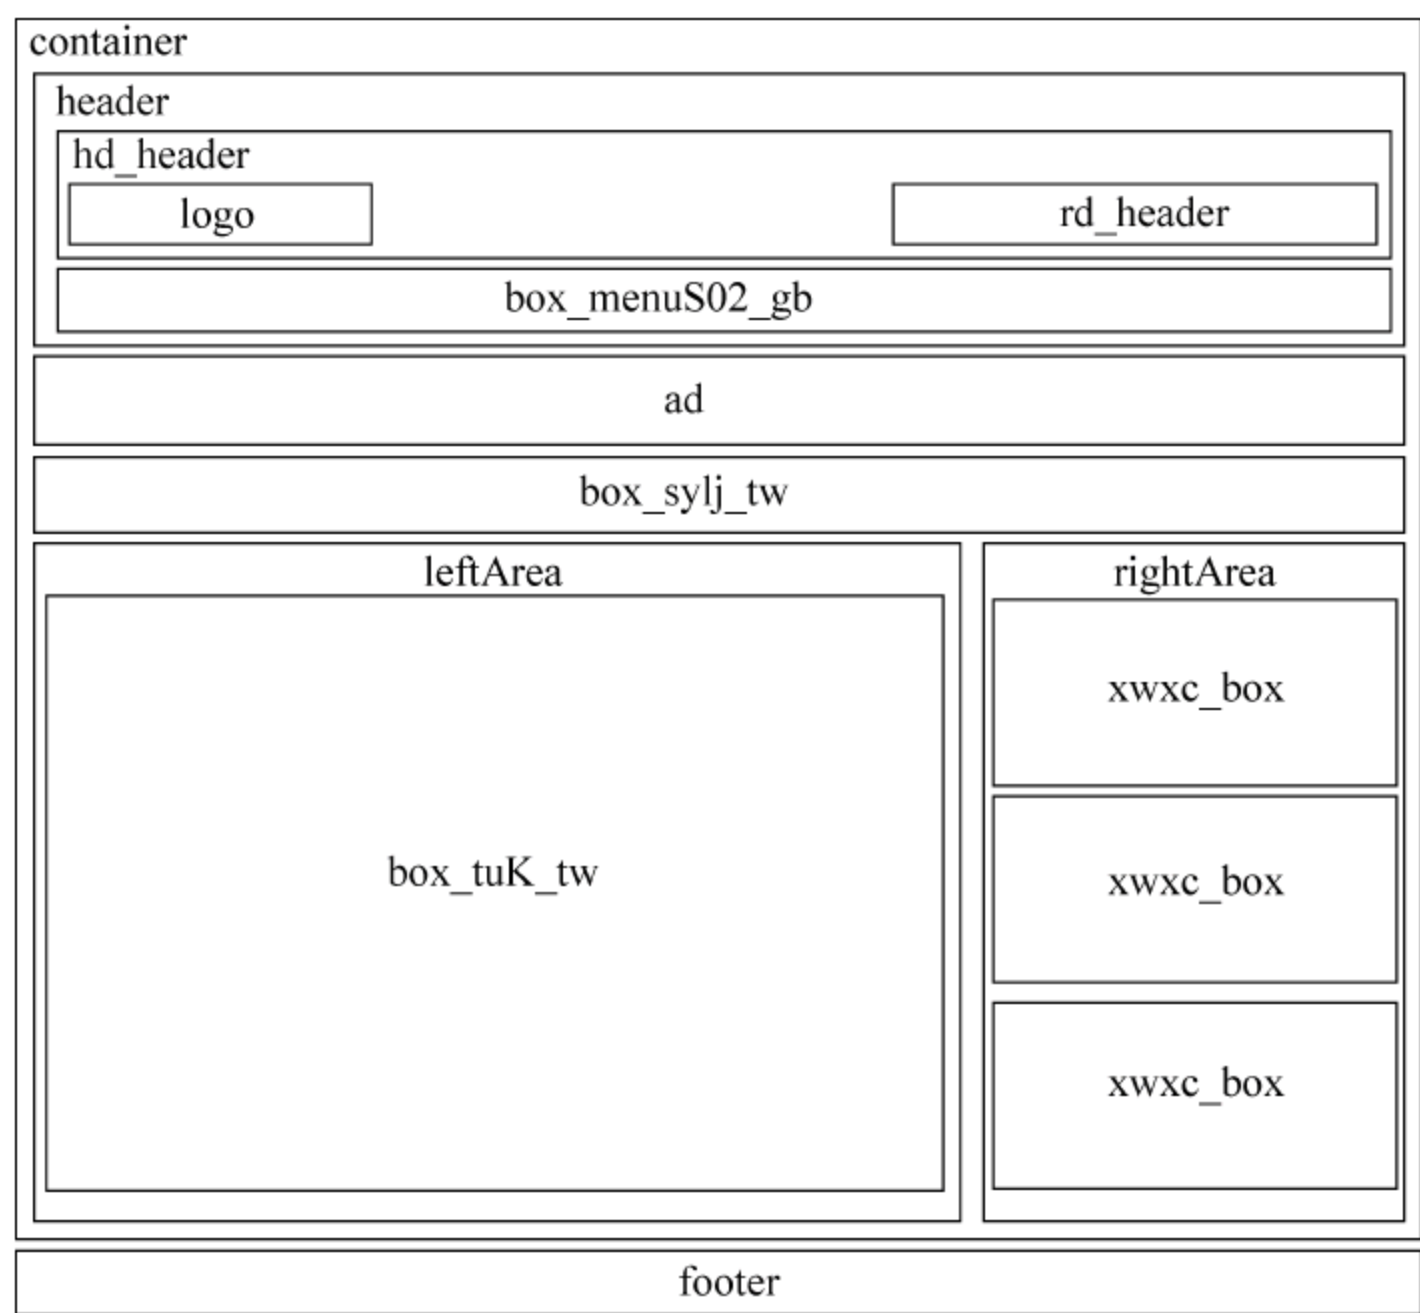 container
header
hd_header
logo
rd_header
box_menuS02_gb
ad
box_sylj_tw
leftArea
rightArea
xwxc_box
box_tuK_tw
xwxc_box
xwxc_box
footer